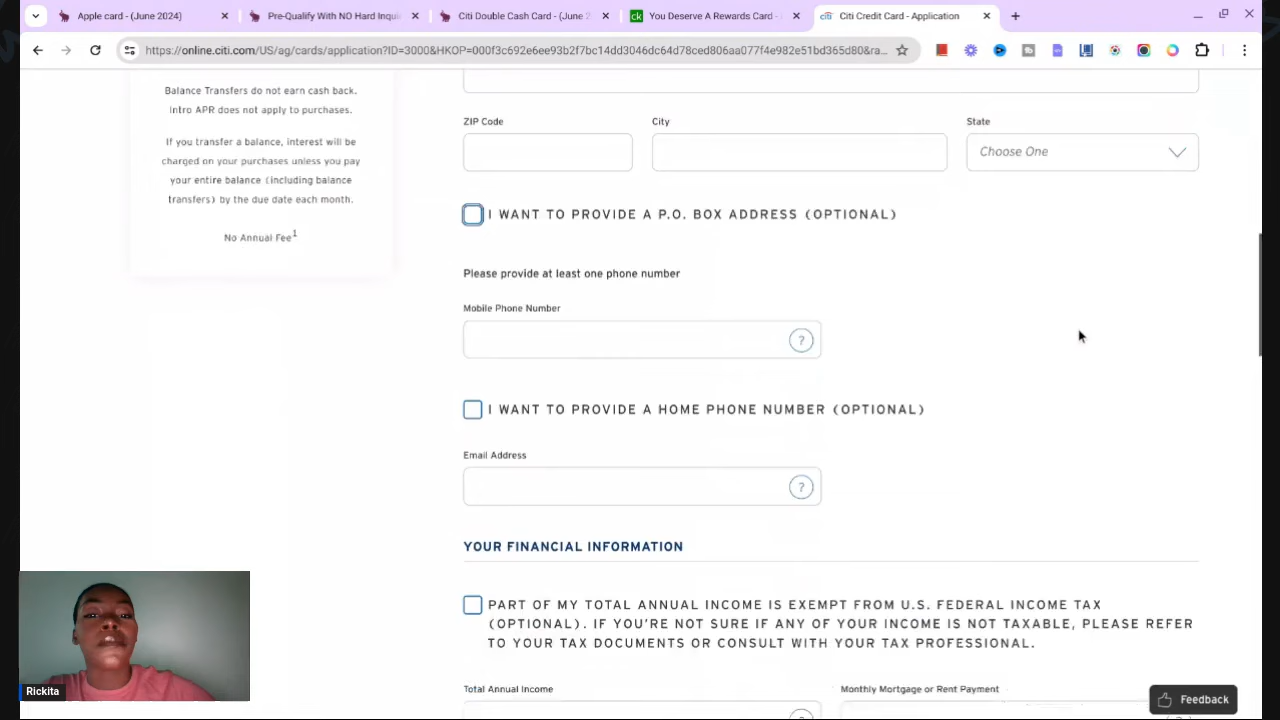 Apple card - (June 2024)
Pre-Qualify With NO Hard Inqui
Citi Double Cash Card - (June 2
ck
You Deserve A Rewards Card -
citi
Citi Credit Card - Application
https://online.citi.com/US/ag/cards/application?ID=3000&HKOP=000f3c692e6ee93b2f7bc14dd3046dc64d78ced806aa077f4e982e51bd365d80&ra...
Balance Transfers do not earn cash back.
Intro APR does not apply to purchases.
If you transfer a balance, interest will
be charged on your purchases unless you pay
your entire balance (including balance
transfers) by the due date each month.
No Annual Fee1
ZIP Code
City
State
Choose One
I WANT TO PROVIDE A P.O. BOX ADDRESS (OPTIONAL)
Please provide at least one phone number
Mobile Phone Number
?
I WANT TO PROVIDE A HOME PHONE NUMBER (OPTIONAL)
Email Address
?
YOUR FINANCIAL INFORMATION
PART OF MY TOTAL ANNUAL INCOME IS EXEMPT FROM U.S. FEDERAL INCOME TAX
(OPTIONAL). IF YOU'RE NOT SURE IF ANY OF YOUR INCOME IS NOT TAXABLE, PLEASE REFER
TO YOUR TAX DOCUMENTS OR CONSULT WITH YOUR TAX PROFESSIONAL.
Total Annual Income
Monthly Mortgage or Rent Payment
Feedback
Rickita